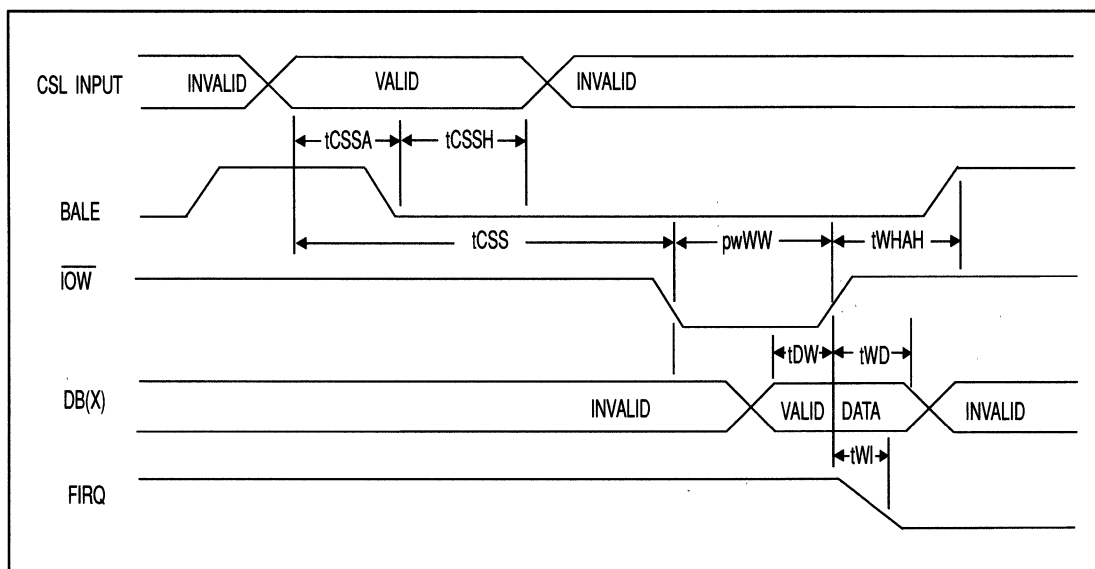 CSL INPUT INVALID VALID INVALID
tCSSA tCSSH
BALE
tCSS pwWW tWHAH
IOW
tDW tWD
DB(X) INVALID VALID DATA INVALID
tWI
FIRQ